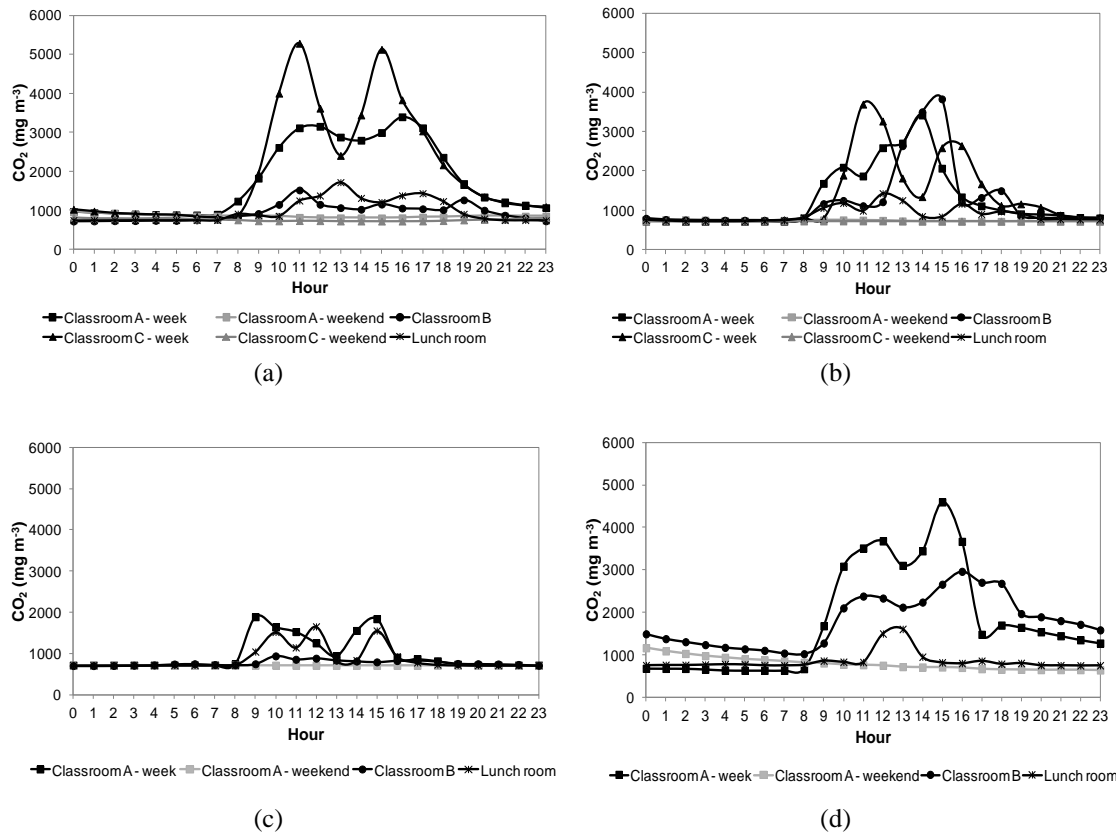 6000
5000
4000
3000
2000
1000
0
CO₂ (mg m⁻³)
0 1 2 3 4 5 6 7 8 9 10 11 12 13 14 15 16 17 18 19 20 21 22 23
Hour
Classroom A - week Classroom A - weekend Classroom B
Classroom C - week Classroom C - weekend Lunch room
(a)
6000
5000
4000
3000
2000
1000
0
CO₂ (mg m⁻³)
0 1 2 3 4 5 6 7 8 9 10 11 12 13 14 15 16 17 18 19 20 21 22 23
Hour
Classroom A - week Classroom A - weekend Classroom B
Classroom C - week Classroom C - weekend Lunch room
(b)
6000
5000
4000
3000
2000
1000
0
CO₂ (mg m⁻³)
0 1 2 3 4 5 6 7 8 9 10 11 12 13 14 15 16 17 18 19 20 21 22 23
Hour
Classroom A - week Classroom A - weekend Classroom B Lunch room
(c)
6000
5000
4000
3000
2000
1000
0
CO₂ (mg m⁻³)
0 1 2 3 4 5 6 7 8 9 10 11 12 13 14 15 16 17 18 19 20 21 22 23
Hour
Classroom A - week Classroom A - weekend Classroom B Lunch room
(d)